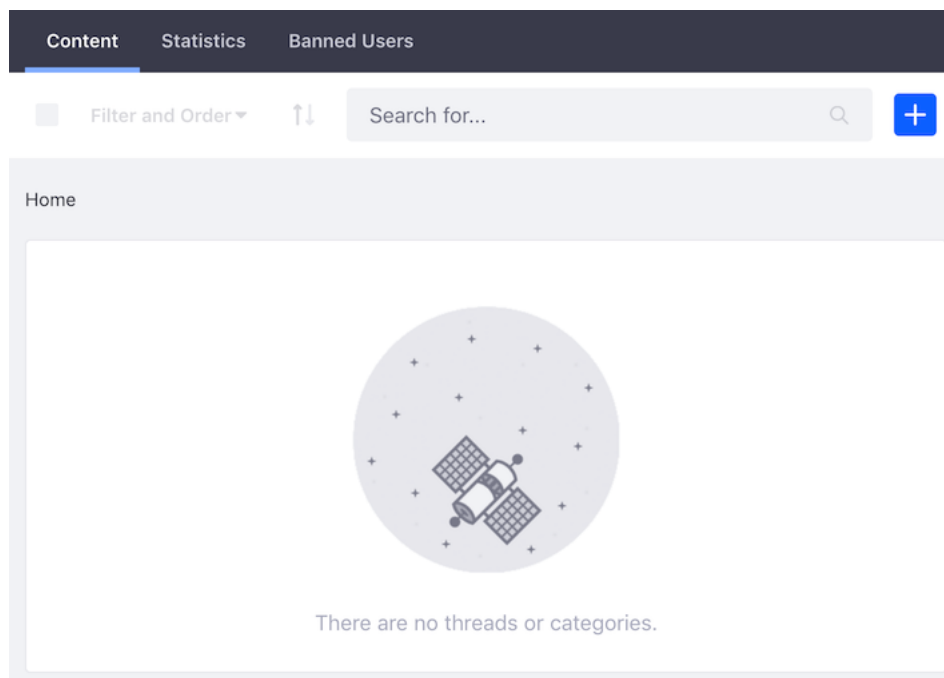 Content Statistics Banned Users
Filter and Order Search for...
Home
There are no threads or categories.